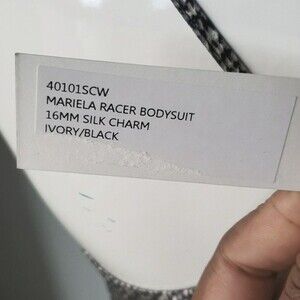 40101SCW
MARIELA RACER BODYSUIT
16MM SILK CHARM
IVORY/BLACK